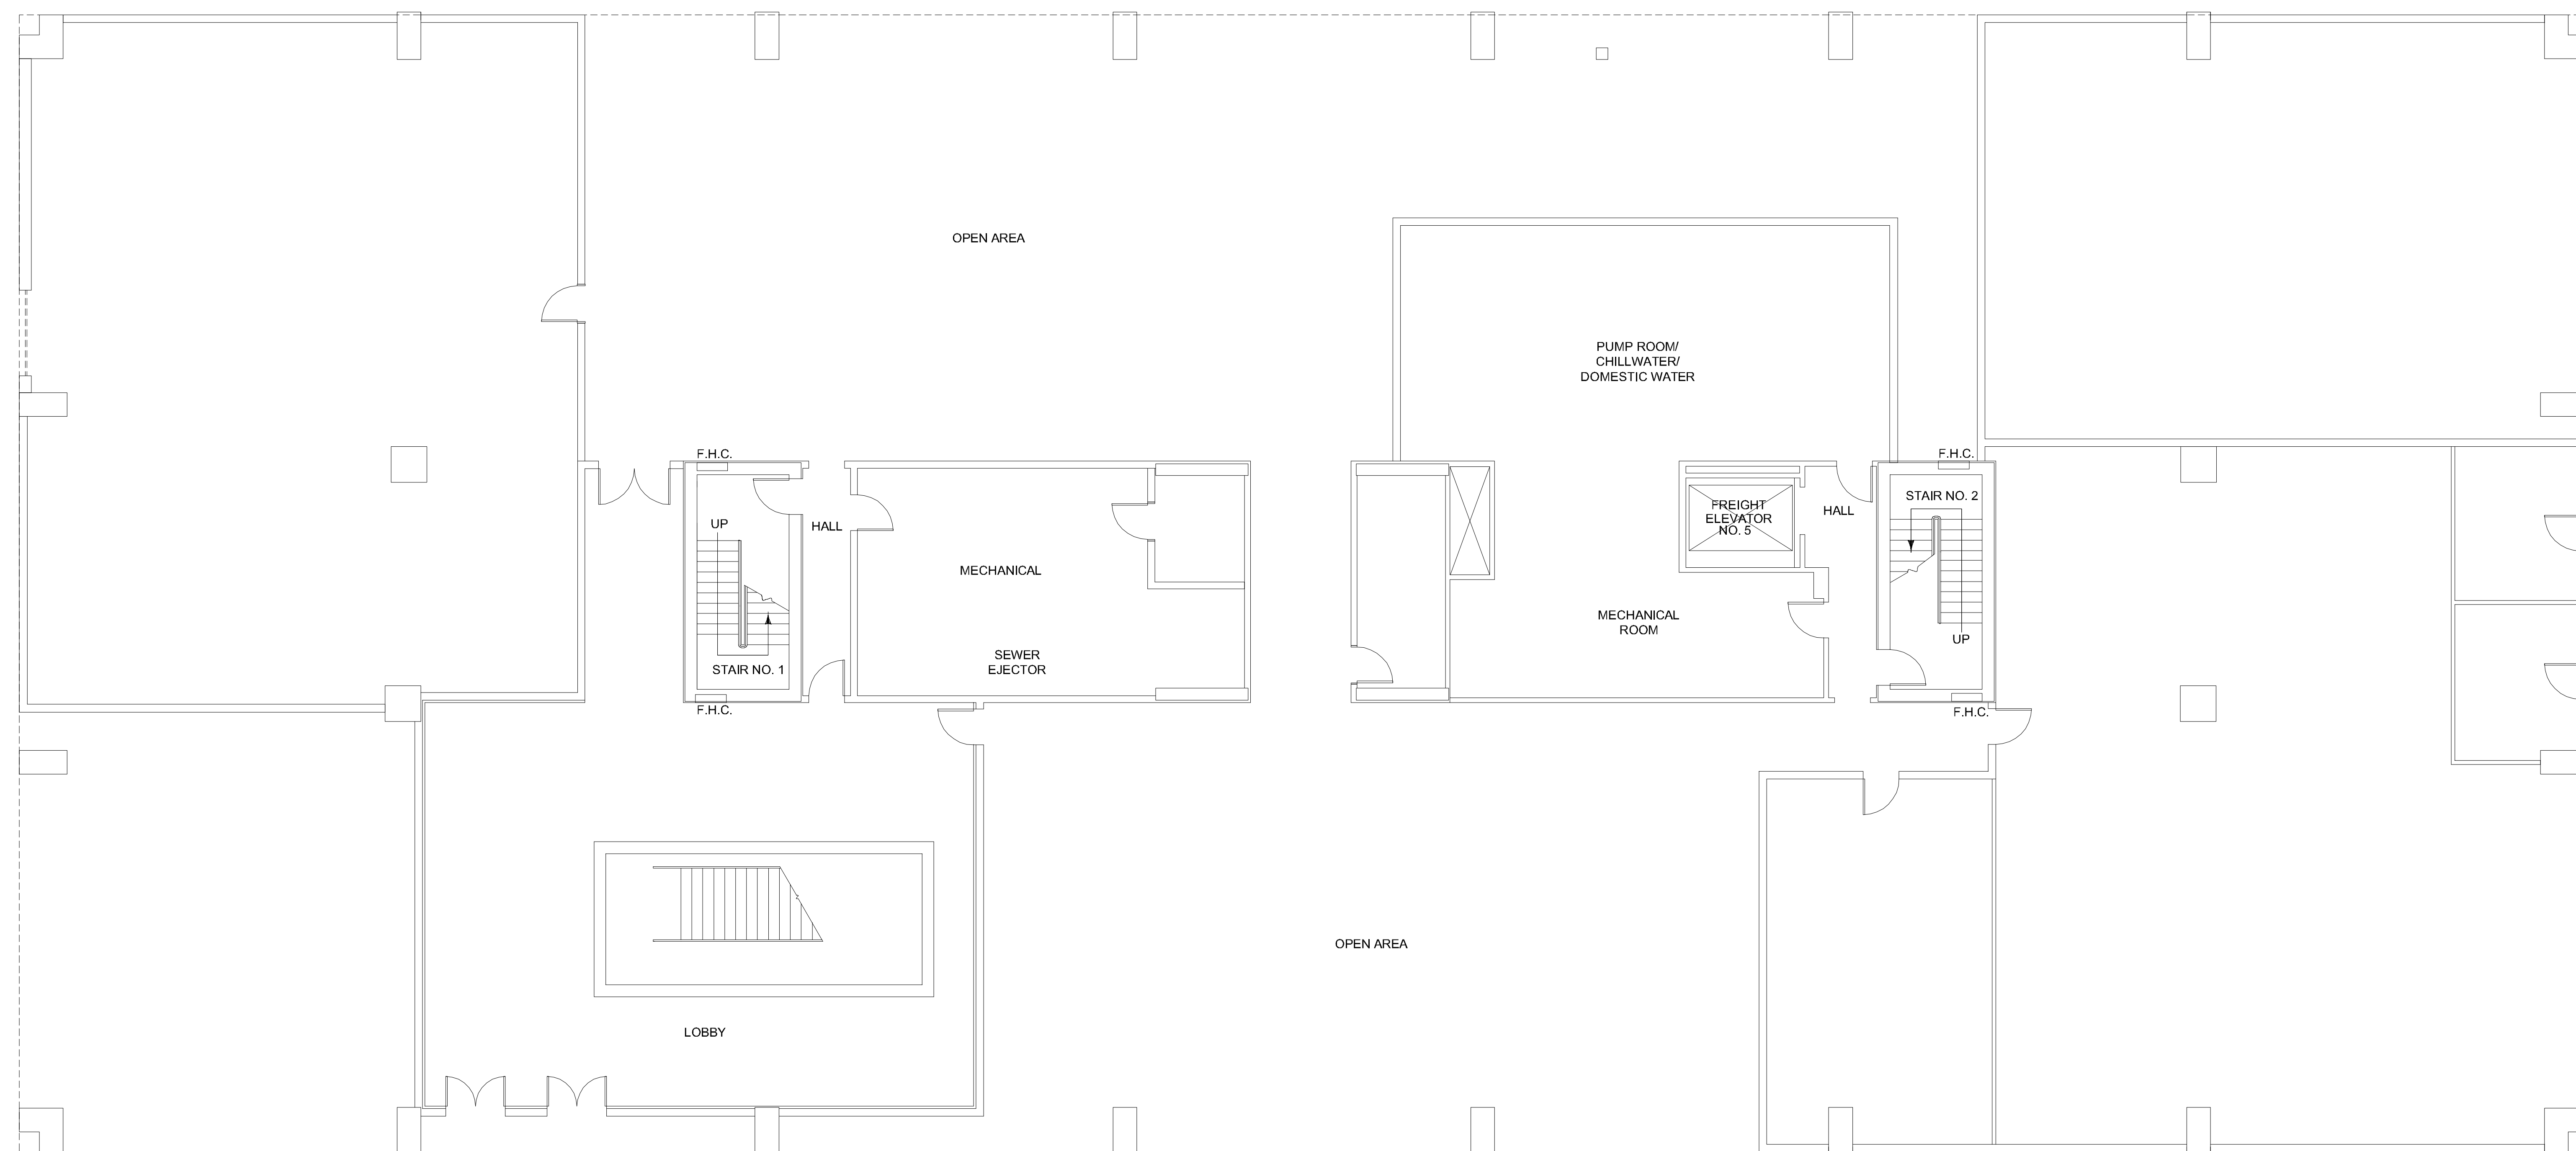 OPEN AREA
PUMP ROOM/
CHILLWATER/
DOMESTIC WATER
F.H.C.
F.H.C.
STAIR NO. 2
FREIGHT
ELEVATOR
NO. 5
HALL
UP
HALL
MECHANICAL
MECHANICAL
ROOM
UP
SEWER
EJECTOR
STAIR NO. 1
F.H.C.
F.H.C.
OPEN AREA
LOBBY